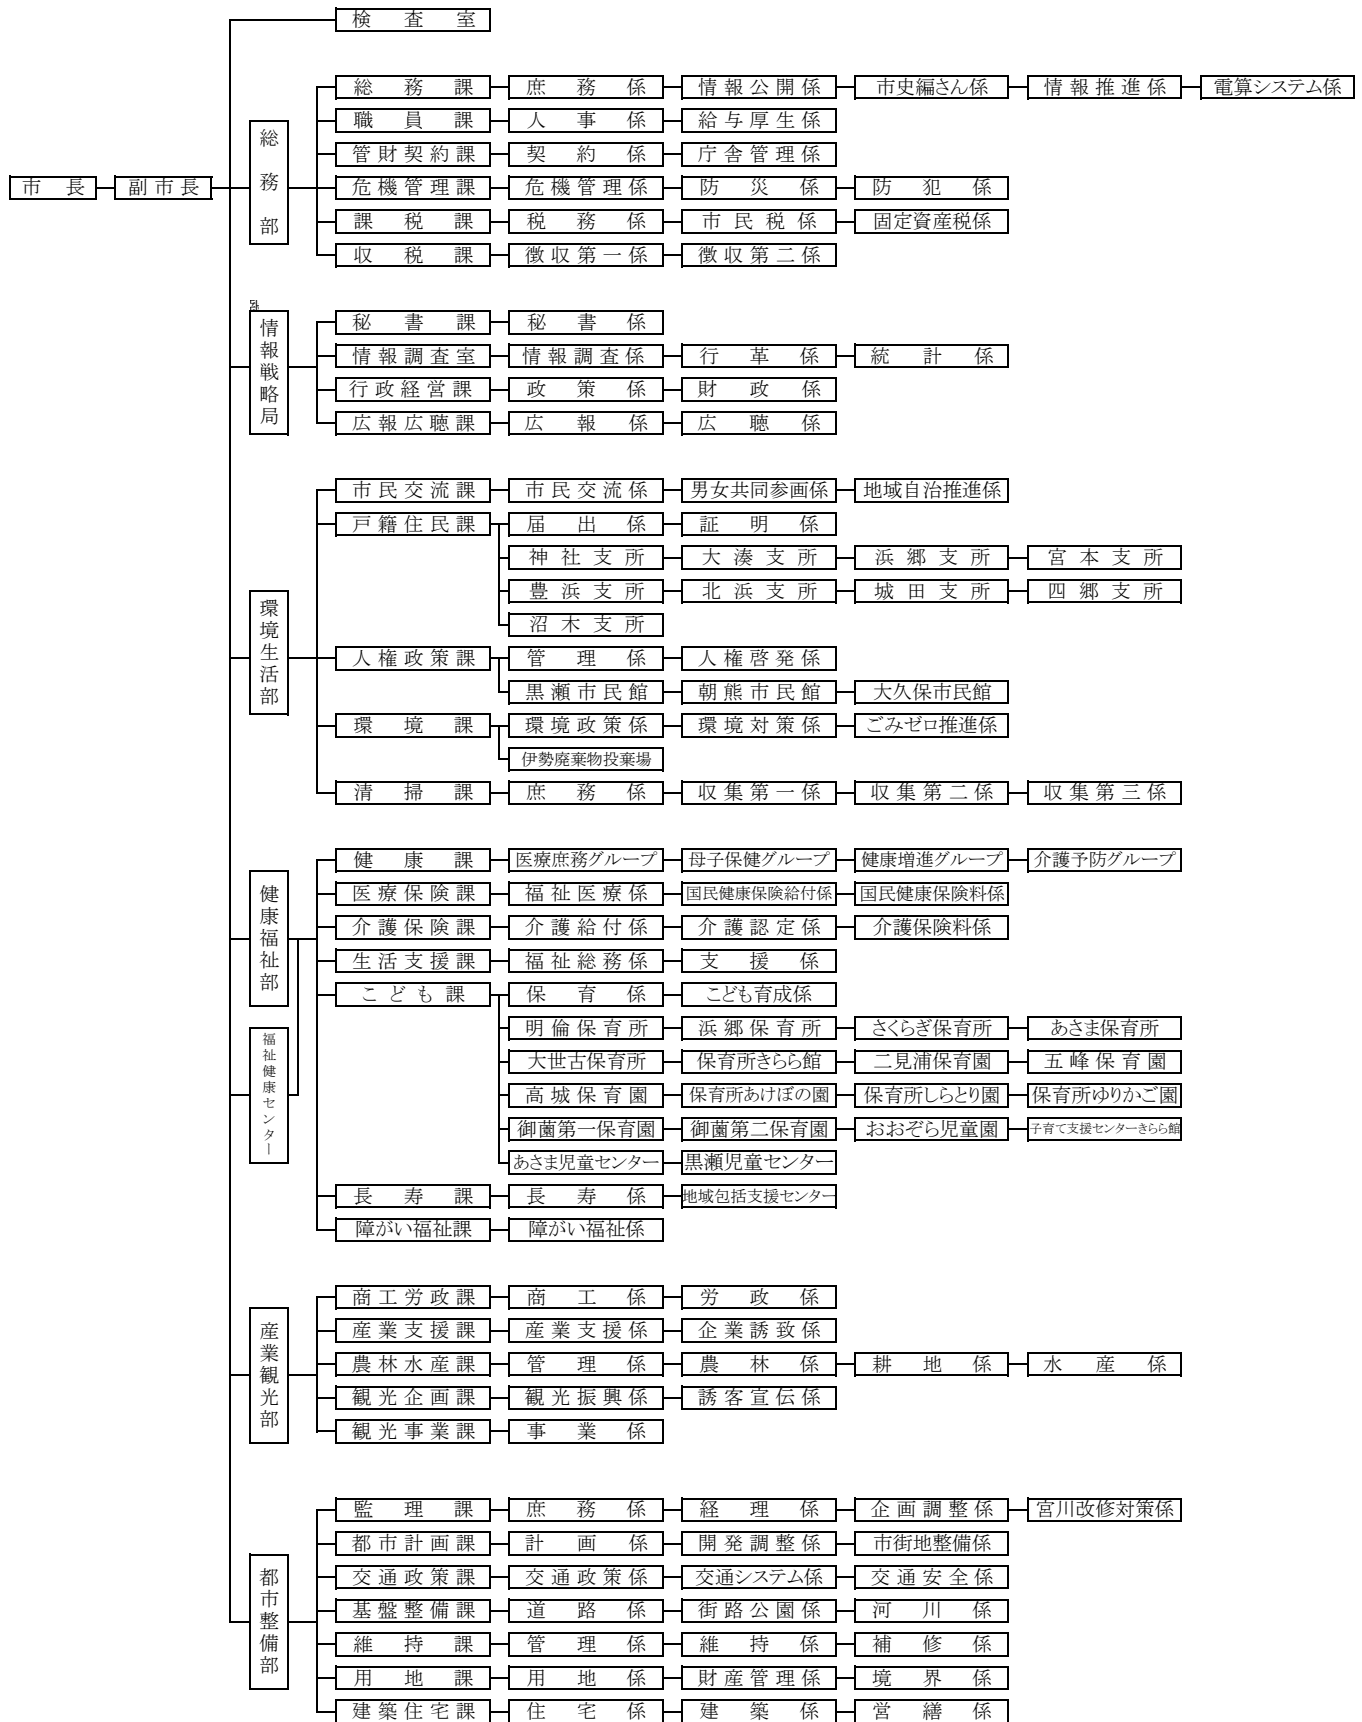 検査室
総務課 庶務係 情報公開係 市史編さん係 情報推進係 電算システム係
職員課 人事係 給与厚生係
総務部
管財契約課 契約係 庁舎管理係
市長 副市長 危機管理課 危機管理係 防災係 防犯係
課税課 税務係 市民税係 固定資産税係
収税課 徴収第一係 徴収第二係
情報戦略局
秘書課 秘書係
情報調査室 情報調査係 行革係 統計係
行政経営課 政策係 財政係
広報広聴課 広報係 広聴係
環境生活部
市民交流課 市民交流係 男女共同参画係 地域自治推進係
戸籍住民課 届出係 証明係
神社支所 大湊支所 浜郷支所 宮本支所
豊浜支所 北浜支所 城田支所 四郷支所
沼木支所
人権政策課 管理係 人権啓発係
黒瀬市民館 朝熊市民館 大久保市民館
環境課 環境政策係 環境対策係 ごみゼロ推進係
伊勢廃棄物投棄場
清掃課 庶務係 収集第一係 収集第二係 収集第三係
健康福祉部
福祉健康センター
健康課 医療庶務グループ 母子保健グループ 健康増進グループ 介護予防グループ
医療保険課 福祉医療係 国民健康保険給付係 国民健康保険料係
介護保険課 介護給付係 介護認定係 介護保険料係
生活支援課 福祉総務係 支援係
こども課 保育係 こども育成係
明倫保育所 浜郷保育所 さくらぎ保育所 あさま保育所
大世古保育所 保育所きらら館 二見浦保育園 五峰保育園
高城保育園 保育所あけぼの園 保育所しらとり園 保育所ゆりかご園
御薗第一保育園 御薗第二保育園 おおぞら児童園 子育て支援センターきらら館
あさま児童センター 黒瀬児童センター
長寿課 長寿係 地域包括支援センター
障がい福祉課 障がい福祉係
産業観光部
商工労政課 商工係 労政係
産業支援課 産業支援係 企業誘致係
農林水産課 管理係 農林係 耕地係 水産係
観光企画課 観光振興係 誘客宣伝係
観光事業課 事業係
都市整備部
監理課 庶務係 経理係 企画調整係 宮川改修対策係
都市計画課 計画係 開発調整係 市街地整備係
交通政策課 交通政策係 交通システム係 交通安全係
基盤整備課 道路係 街路公園係 河川係
維持課 管理係 維持係 補修係
用地課 用地係 財産管理係 境界係
建築住宅課 住宅係 建築係 営繕係